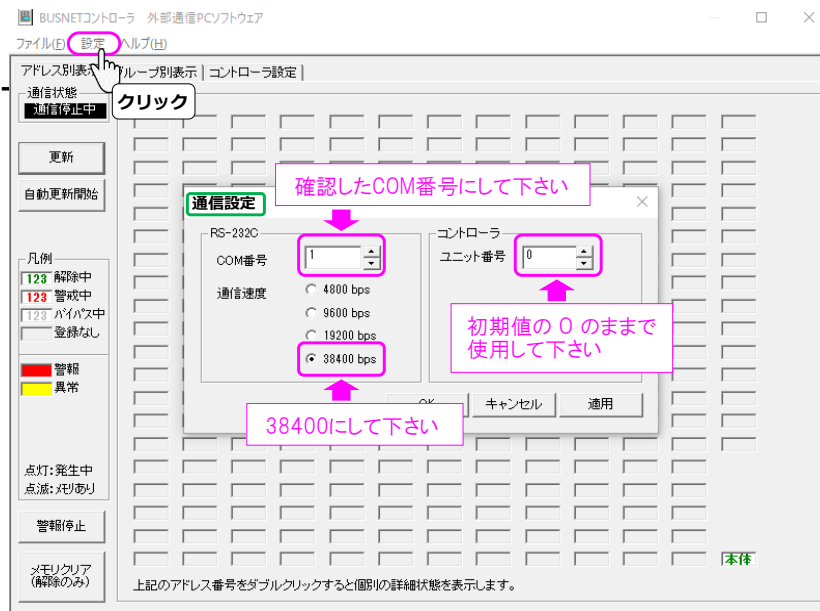 BUSNETコントローラ 外部通信PCソフトウェア
ファイル(F) 設定 ヘルプ(H)
クリック
アドレス別表示 グループ別表示 コントローラ設定
通信状態
通信停止中
更新
自動更新開始
凡例
123 解除中
123 警戒中
123 バイパス中
登録なし
警報
異常
点灯:発生中
点滅:メモリあり
警報停止
メモリクリア
(解除のみ)
通信設定
確認したCOM番号にして下さい
RS-232C
COM番号 1
通信速度
4800 bps
9600 bps
19200 bps
38400 bps
38400にして下さい
コントローラ
ユニット番号 0
初期値の 0 のままで
使用して下さい
OK キャンセル 適用
本体
上記のアドレス番号をダブルクリックすると個別の詳細状態を表示します。